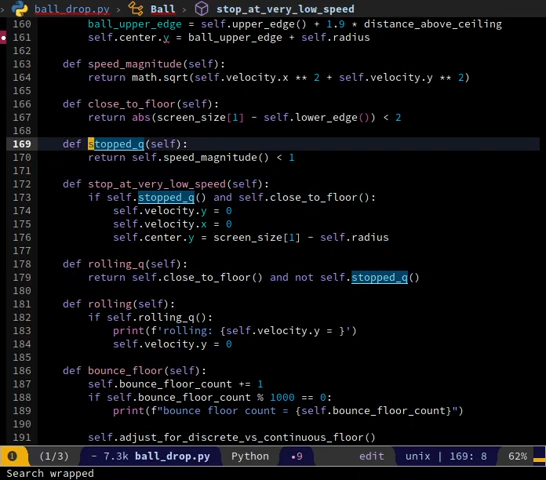 ball_drop.py > Ball > stop_at_very_low_speed
160 ball_upper_edge = self.upper_edge() + 1.9 * distance_above_ceiling
161 self.center.y = ball_upper_edge + self.radius
162
163 def speed_magnitude(self):
164 return math.sqrt(self.velocity.x ** 2 + self.velocity.y ** 2)
165
166 def close_to_floor(self):
167 return abs(screen_size[1] - self.lower_edge()) < 2
168
169 def stopped_q(self):
170 return self.speed_magnitude() < 1
171
172 def stop_at_very_low_speed(self):
173 if self.stopped_q() and self.close_to_floor():
174 self.velocity.y = 0
175 self.velocity.x = 0
176 self.center.y = screen_size[1] - self.radius
177
178 def rolling_q(self):
179 return self.close_to_floor() and not self.stopped_q()
180
181 def rolling(self):
182 if self.rolling_q():
183 print(f'rolling: {self.velocity.y = }')
184 self.velocity.y = 0
185
186 def bounce_floor(self):
187 self.bounce_floor_count += 1
188 if self.bounce_floor_count % 1000 == 0:
189 print(f"bounce floor count = {self.bounce_floor_count}")
190
191 self.adjust_for_discrete_vs_continuous_floor()
(1/3) - 7.3k ball_drop.py Python •9 edit unix | 169: 8 62%
Search wrapped